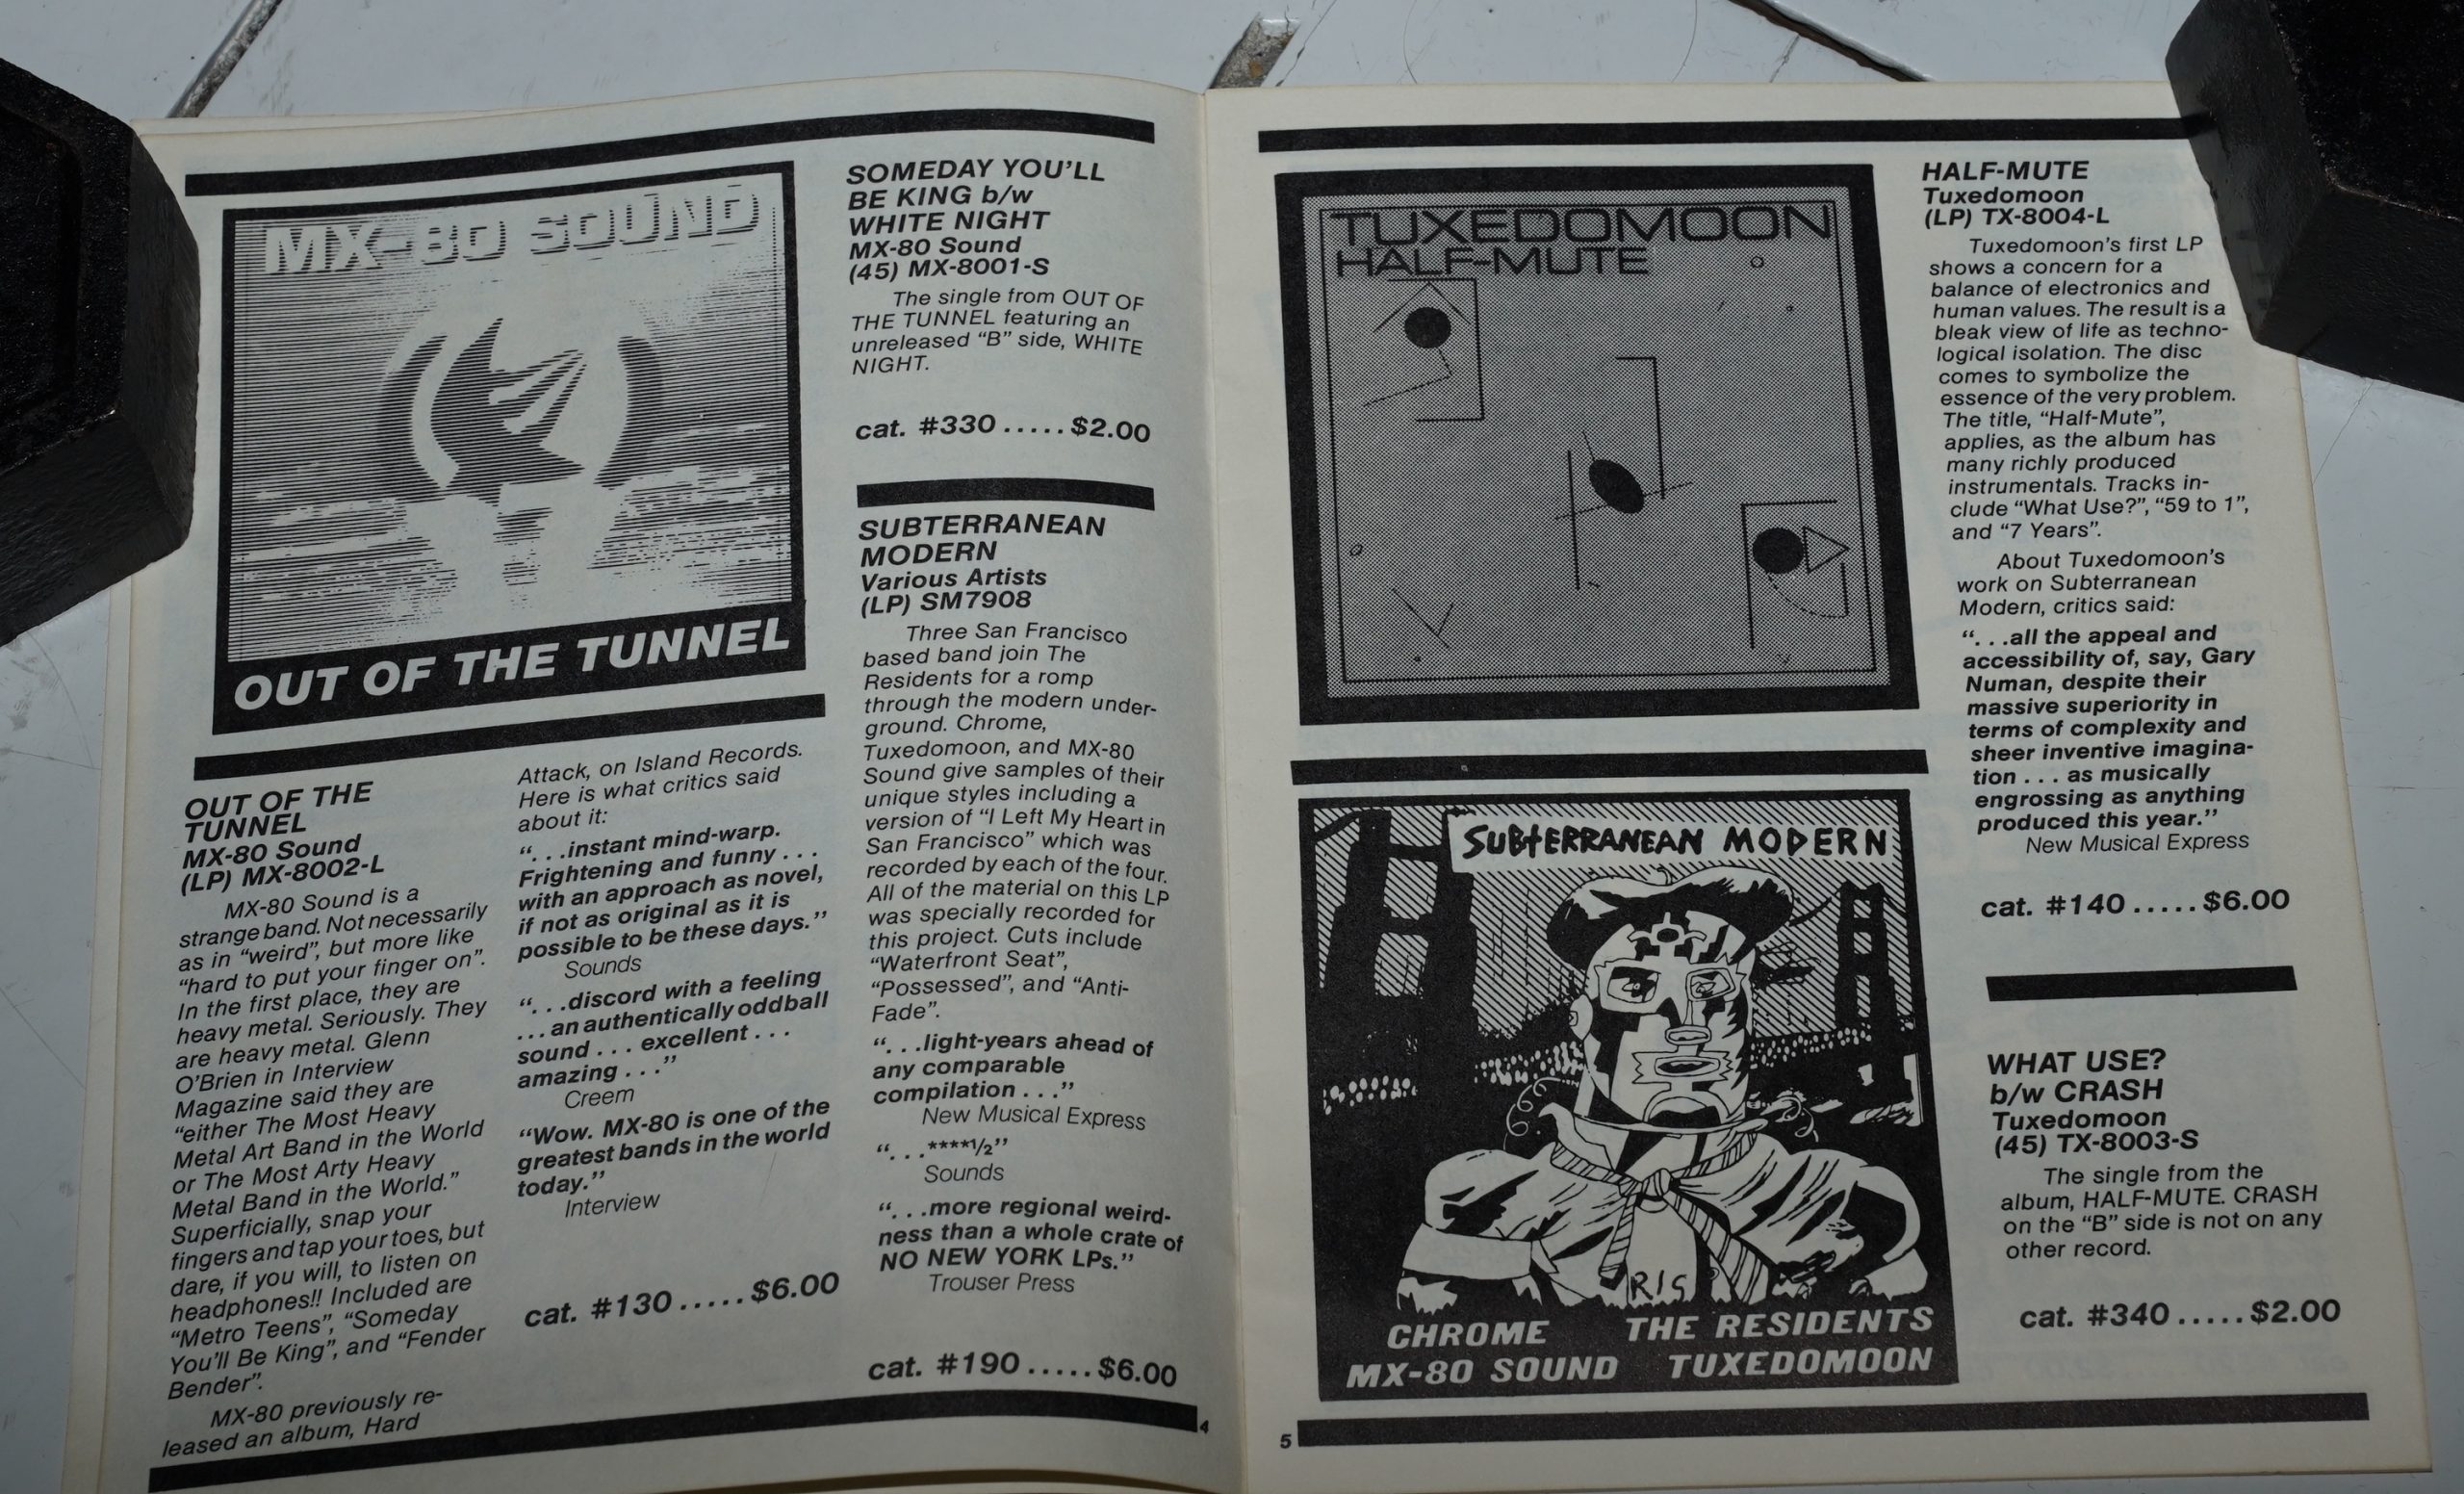 MX-80 SOUND
OUT OF THE TUNNEL
OUT OF THE
TUNNEL
MX-80 Sound
(LP) MX-8002-L
MX-80 Sound is a
strange band. Not necessarily
as in “weird”, but more like
“hard to put your finger on”.
In the first place, they are
heavy metal. Seriously. They
are heavy metal. Glenn
O’Brien in Interview
Magazine said they are
“either The Most Heavy
Metal Art Band in the World
or The Most Arty Heavy
Metal Band in the World.”
Superficially, snap your
fingers and tap your toes, but
dare, if you will, to listen on
headphones!! Included are
“Metro Teens”, “Someday
You’ll Be King”, and “Fender
Bender”.
MX-80 previously re-
leased an album, Hard
Attack, on Island Records.
Here is what critics said
about it:
“. . .instant mind-warp.
Frightening and funny . . .
with an approach as novel,
if not as original as it is
possible to be these days.”
Sounds
“. . .discord with a feeling
. . . an authentically oddball
sound . . . excellent . . .
amazing . . .”
Creem
“Wow. MX-80 is one of the
greatest bands in the world
today.”
Interview
cat. #130 . . . . . $6.00
SOMEDAY YOU’LL
BE KING b/w
WHITE NIGHT
MX-80 Sound
(45) MX-8001-S
The single from OUT OF
THE TUNNEL featuring an
unreleased “B” side, WHITE
NIGHT.
cat. #330 . . . . . $2.00
SUBTERRANEAN
MODERN
Various Artists
(LP) SM7908
Three San Francisco
based band join The
Residents for a romp
through the modern under-
ground. Chrome,
Tuxedomoon, and MX-80
Sound give samples of their
unique styles including a
version of “I Left My Heart in
San Francisco” which was
recorded by each of the four.
All of the material on this LP
was specially recorded for
this project. Cuts include
“Waterfront Seat”,
“Possessed”, and “Anti-
Fade”.
“. . .light-years ahead of
any comparable
compilation . . .”
New Musical Express
“. . .****½”
Sounds
“. . .more regional weird-
ness than a whole crate of
NO NEW YORK LPs.”
Trouser Press
cat. #190 . . . . . $6.00
4
TUXEDOMOON
HALF-MUTE
SUBTERRANEAN MODERN
RIS
CHROME THE RESIDENTS
MX-80 SOUND TUXEDOMOON
HALF-MUTE
Tuxedomoon
(LP) TX-8004-L
Tuxedomoon’s first LP
shows a concern for a
balance of electronics and
human values. The result is a
bleak view of life as techno-
logical isolation. The disc
comes to symbolize the
essence of the very problem.
The title, “Half-Mute”,
applies, as the album has
many richly produced
instrumentals. Tracks in-
clude “What Use?”, “59 to 1”,
and “7 Years”.
About Tuxedomoon’s
work on Subterranean
Modern, critics said:
“. . .all the appeal and
accessibility of, say, Gary
Numan, despite their
massive superiority in
terms of complexity and
sheer inventive imagina-
tion . . . as musically
engrossing as anything
produced this year.”
New Musical Express
cat. #140 . . . . . $6.00
WHAT USE?
b/w CRASH
Tuxedomoon
(45) TX-8003-S
The single from the
album, HALF-MUTE. CRASH
on the “B” side is not on any
other record.
cat. #340 . . . . . $2.00
5